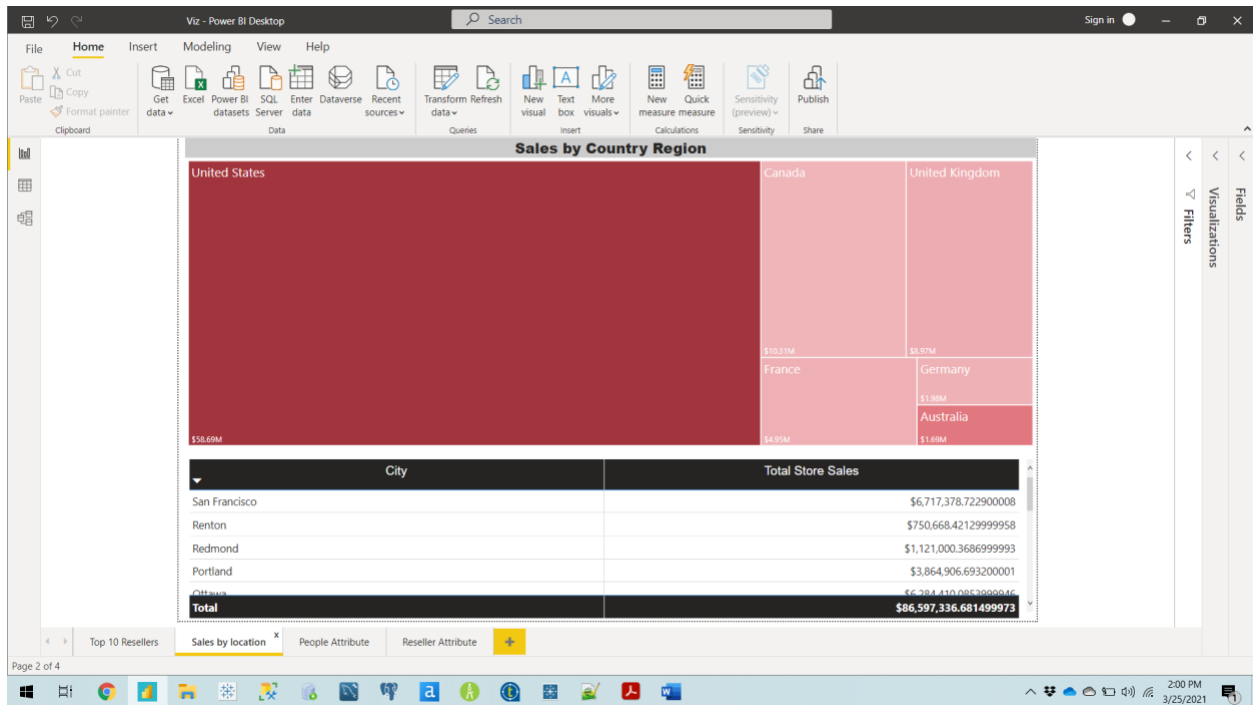 Viz - Power BI Desktop
Search
Sign in
File Home Insert Modeling View Help
Paste
Cut
Copy
Format painter
Clipboard
Get data
Excel
Power BI datasets
SQL Server
Enter data
Dataverse
Recent sources
Data
Transform data
Refresh
Queries
New visual
Text box
More visuals
Insert
New measure
Quick measure
Calculations
Sensitivity (preview)
Sensitivity
Publish
Share
Sales by Country Region
United States
$58.69M
Canada
$10.31M
United Kingdom
$8.97M
France
$4.95M
Germany
$1.98M
Australia
$1.69M
Filters
Visualizations
Fields
City Total Store Sales
San Francisco $6,717,378.722900008
Renton $750,668.42129999958
Redmond $1,121,000.3686999993
Portland $3,864,906.693200001
Ottawa $6,284,410.0853999946
Total $86,597,336.681499973
Top 10 Resellers Sales by location x People Attribute Reseller Attribute +
Page 2 of 4
2:00 PM
3/25/2021